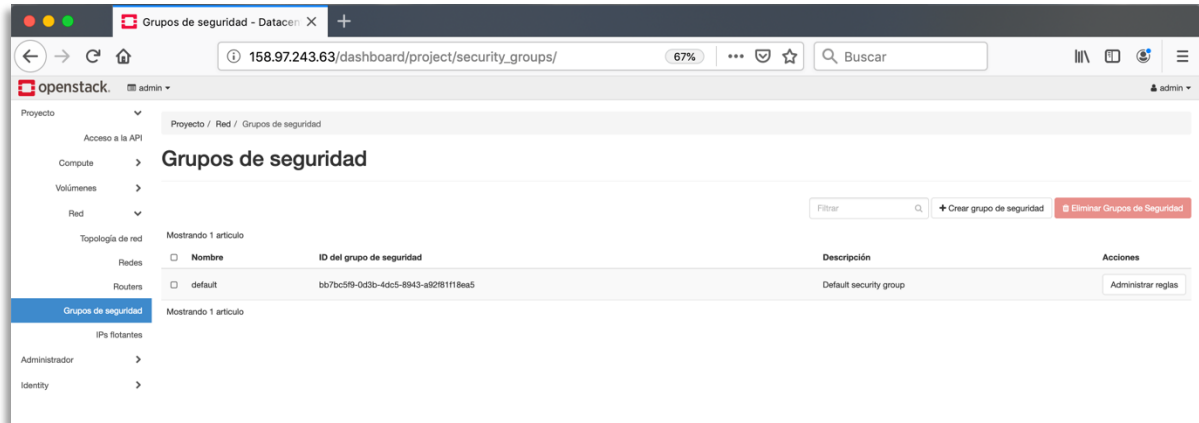 Grupos de seguridad - Datacen
158.97.243.63/dashboard/project/security_groups/
67%
Buscar
openstack.
admin
admin
Proyecto
Acceso a la API
Compute
Volúmenes
Red
Topología de red
Redes
Routers
Grupos de seguridad
IPs flotantes
Administrador
Identity
Proyecto / Red / Grupos de seguridad
Grupos de seguridad
Filtrar
+ Crear grupo de seguridad
Eliminar Grupos de Seguridad
Mostrando 1 articulo
Nombre ID del grupo de seguridad Descripción Acciones
default bb7bc5f9-0d3b-4dc5-8943-a92f81f18ea5 Default security group Administrar reglas
Mostrando 1 articulo